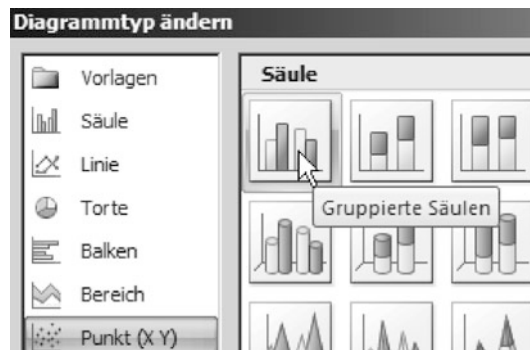 Diagrammtyp ändern
Vorlagen
Säule
Linie
Torte
Balken
Bereich
Punkt (X Y)
Säule
Gruppierte Säulen